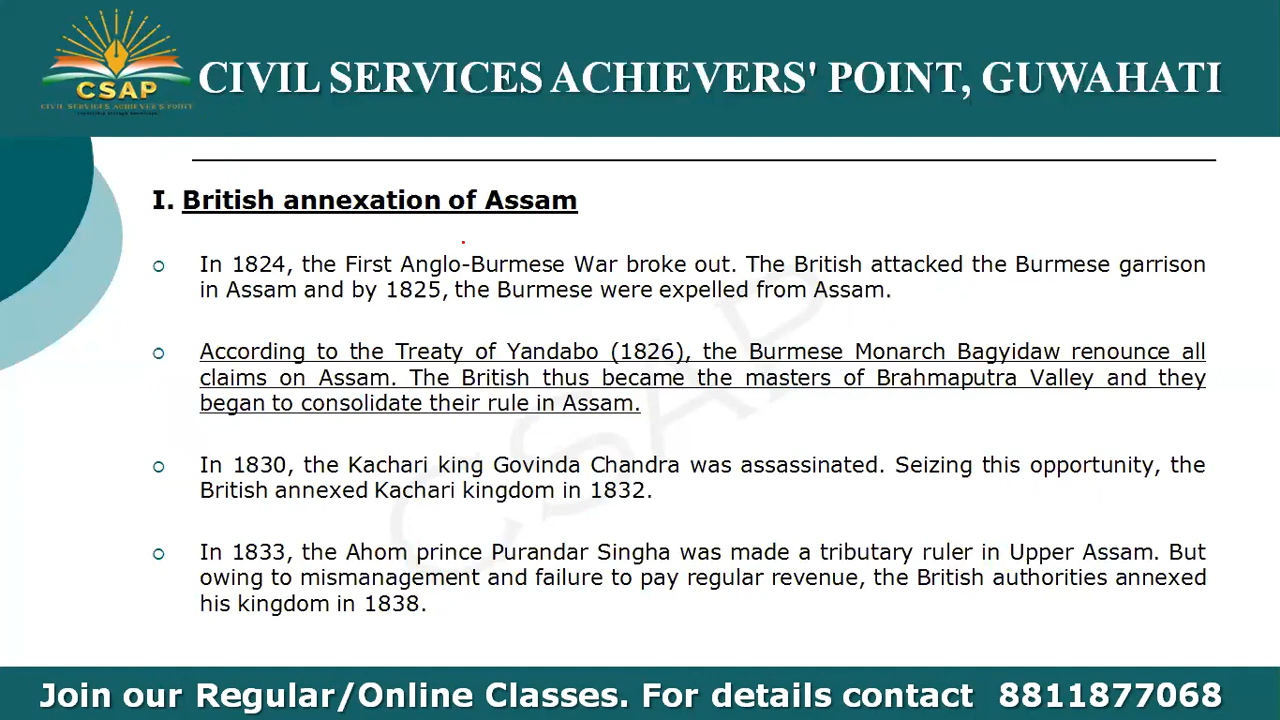 CSAP
CIVIL SERVICES ACHIEVER'S POINT
CIVIL SERVICES ACHIEVERS' POINT, GUWAHATI
I. British annexation of Assam
In 1824, the First Anglo-Burmese War broke out. The British attacked the Burmese garrison
in Assam and by 1825, the Burmese were expelled from Assam.
According to the Treaty of Yandabo (1826), the Burmese Monarch Bagyidaw renounce all
claims on Assam. The British thus became the masters of Brahmaputra Valley and they
began to consolidate their rule in Assam.
In 1830, the Kachari king Govinda Chandra was assassinated. Seizing this opportunity, the
British annexed Kachari kingdom in 1832.
In 1833, the Ahom prince Purandar Singha was made a tributary ruler in Upper Assam. But
owing to mismanagement and failure to pay regular revenue, the British authorities annexed
his kingdom in 1838.
CSAP
Join our Regular/Online Classes. For details contact 8811877068